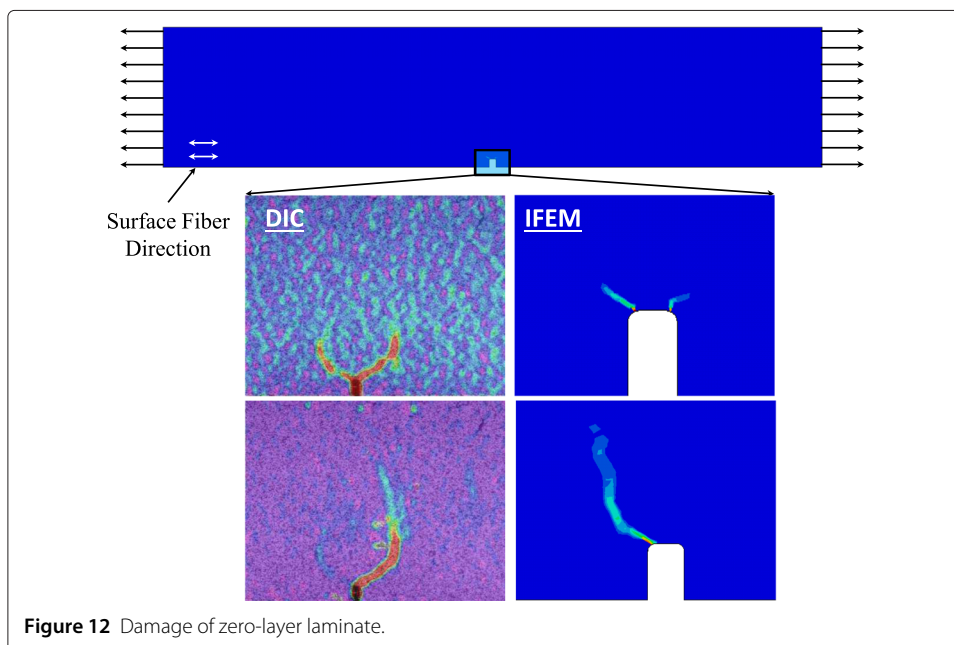 Surface Fiber
Direction
DIC
IFEM
Figure 12 Damage of zero-layer laminate.